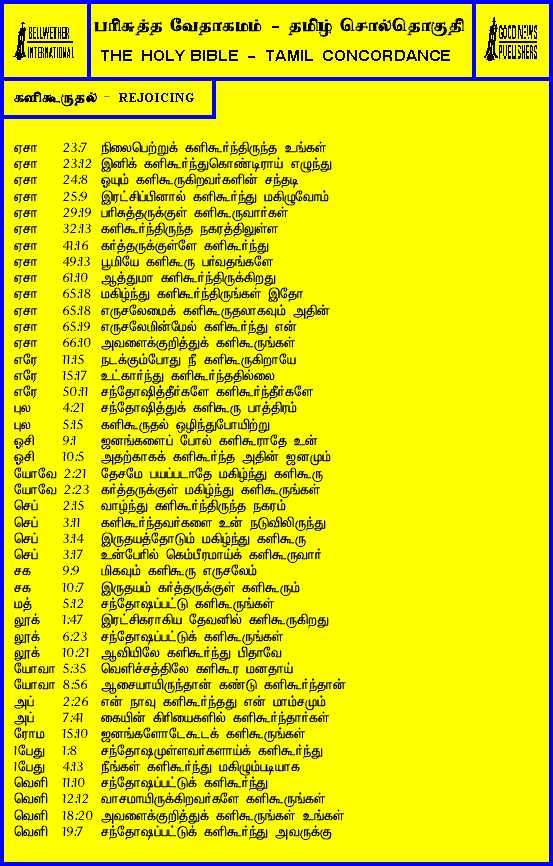 BELLWETHER
INTERNATIONAL
பரிசுத்த வேதாகமம் - தமிழ் சொல்தொகுதி
THE HOLY BIBLE - TAMIL CONCORDANCE
GOOD NEWS
PUBLISHERS
களிகூருதல் - REJOICING
ஏசா 23:7 நிலைபெற்றுக் களிகூர்ந்திருந்த உங்கள்
ஏசா 23:12 இனிக் களிகூர்ந்துகொண்டிராய் எழுந்து
ஏசா 24:8 ஓயும் களிகூருகிறவர்களின் சந்தடி
ஏசா 25:9 இரட்சிப்பினால் களிகூர்ந்து மகிழுவோம்
ஏசா 29:19 பரிசுத்தருக்குள் களிகூருவார்கள்
ஏசா 32:13 களிகூர்ந்திருந்த நகரத்திலுள்ள
ஏசா 41:16 கர்த்தருக்குள்ளே களிகூர்ந்து
ஏசா 49:13 பூமியே களிகூரு பர்வதங்களே
ஏசா 61:10 ஆத்துமா களிகூர்ந்திருக்கிறது
ஏசா 65:18 மகிழ்ந்து களிகூர்ந்திருங்கள் இதோ
ஏசா 65:18 எருசலேமைக் களிகூருதலாகவும் அதின்
ஏசா 65:19 எருசலேமின்மேல் களிகூர்ந்து என்
ஏசா 66:10 அவளைக்குறித்துக் களிகூருங்கள்
எரே 11:15 நடக்கும்போது நீ களிகூருகிறாயே
எரே 15:17 உட்கார்ந்து களிகூர்ந்ததில்லை
எரே 50:11 சந்தோஷித்தீர்களே களிகூர்ந்தீர்களே
புல 4:21 சந்தோஷித்துக் களிகூரு பாத்திரம்
புல 5:15 களிகூருதல் ஒழிந்துபோயிற்று
ஓசி 9:1 ஜனங்களைப் போல் களிகூராதே உன்
ஓசி 10:5 அதற்காகக் களிகூர்ந்த அதின் ஜனமும்
யோவே 2:21 தேசமே பயப்படாதே மகிழ்ந்து களிகூரு
யோவே 2:23 கர்த்தருக்குள் மகிழ்ந்து களிகூருங்கள்
செப் 2:15 வாழ்ந்து களிகூர்ந்திருந்த நகரம்
செப் 3:11 களிகூர்ந்தவர்களை உன் நடுவிலிருந்து
செப் 3:14 இருதயத்தோடும் மகிழ்ந்து களிகூரு
செப் 3:17 உன்பேரில் கெம்பீரமாய்க் களிகூருவார்
சக 9:9 மிகவும் களிகூரு எருசலேம்
சக 10:7 இருதயம் கர்த்தருக்குள் களிகூரும்
மத் 5:12 சந்தோஷப்பட்டு களிகூருங்கள்
லூக் 1:47 இரட்சிகராகிய தேவனில் களிகூருகிறது
லூக் 6:23 சந்தோஷப்பட்டுக் களிகூருங்கள்
லூக் 10:21 ஆவியிலே களிகூர்ந்து பிதாவே
யோவா 5:35 வெளிச்சத்திலே களிகூர மனதாய்
யோவா 8:56 ஆசையாயிருந்தான் கண்டு களிகூர்ந்தான்
அப் 2:26 என் நாவு களிகூர்ந்தது என் மாம்சமும்
அப் 7:41 கையின் கிரியைகளில் களிகூர்ந்தார்கள்
ரோம 15:10 ஜனங்களோடேகூடக் களிகூருங்கள்
1பேது 1:8 சந்தோஷமுள்ளவர்களாய்க் களிகூர்ந்து
1பேது 4:13 நீங்கள் களிகூர்ந்து மகிழும்படியாக
வெளி 11:10 சந்தோஷப்பட்டுக் களிகூர்ந்து
வெளி 12:12 வாசமாயிருக்கிறவர்களே களிகூருங்கள்
வெளி 18:20 அவளைக்குறித்துக் களிகூருங்கள் உங்கள்
வெளி 19:7 சந்தோஷப்பட்டுக் களிகூர்ந்து அவருக்கு